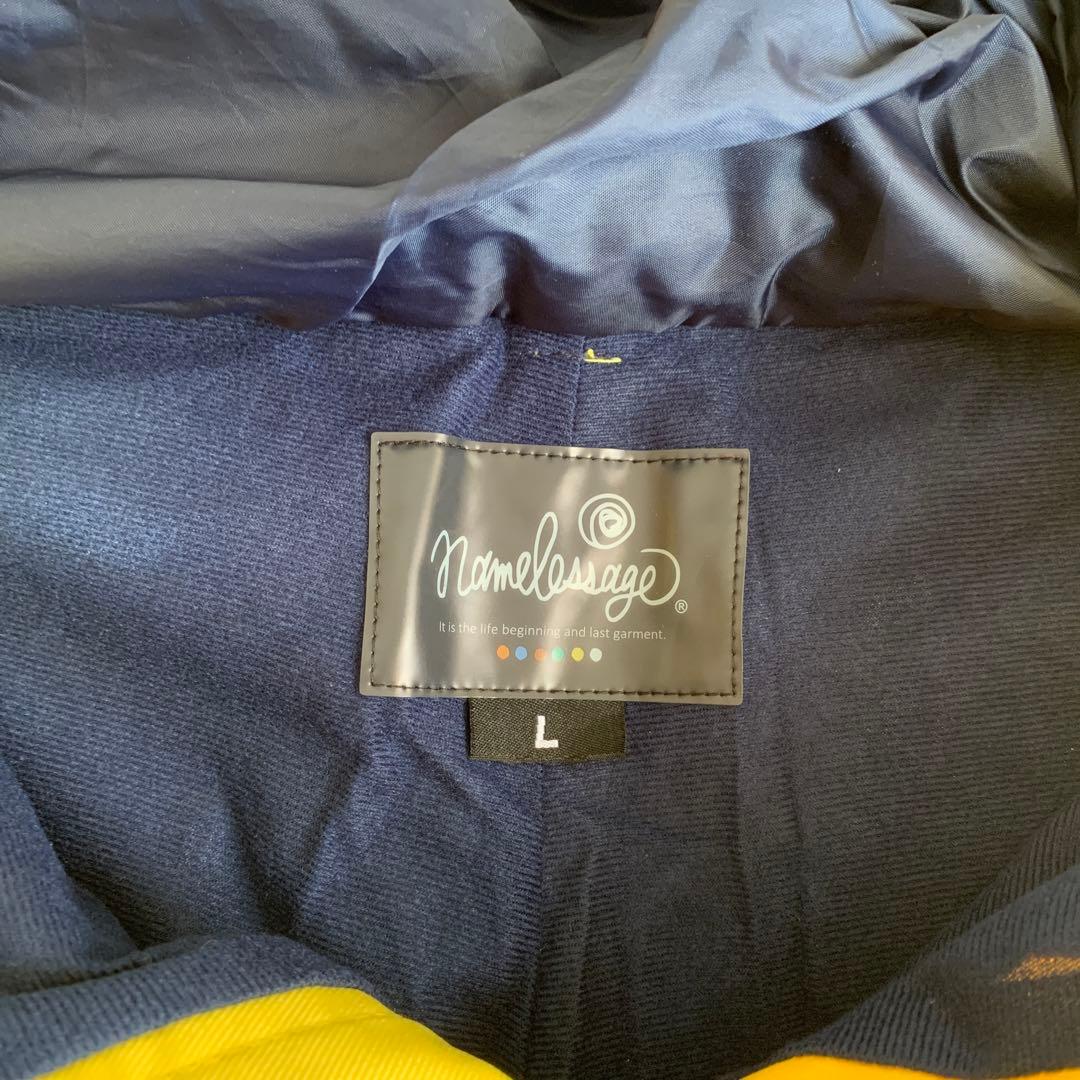 namelessage®
It is the life beginning and last garment.
L